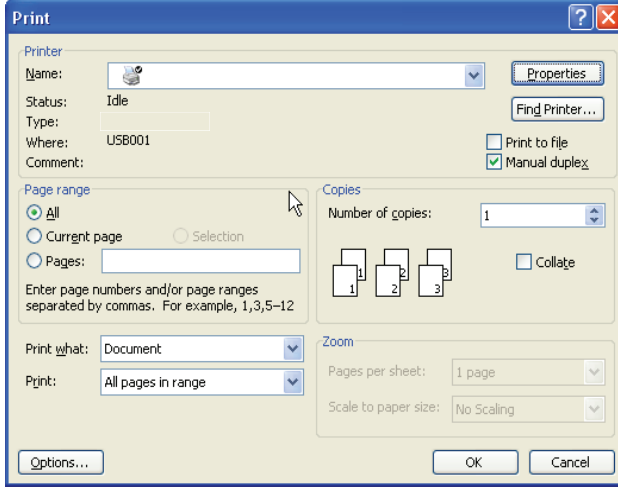 Print
Printer
Name:
Properties
Status: Idle
Find Printer...
Type:
Where: USB001
Print to file
Comment:
Manual duplex
Page range
All
Current page Selection
Pages:
Enter page numbers and/or page ranges
separated by commas. For example, 1,3,5–12
Copies
Number of copies: 1
1 1 2 2 3 3
Collate
Print what: Document
Print: All pages in range
Zoom
Pages per sheet: 1 page
Scale to paper size: No Scaling
Options...
OK Cancel